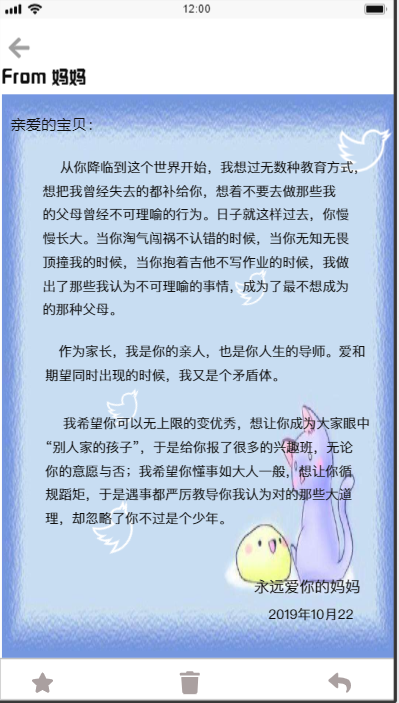 12:00
From 妈妈
亲爱的宝贝：
从你降临到这个世界开始，我想过无数种教育方式，
想把我曾经失去的都补给你，想着不要去做那些我
的父母曾经不可理喻的行为。日子就这样过去，你慢
慢长大。当你淘气闯祸不认错的时候，当你无知无畏
顶撞我的时候，当你抱着吉他不写作业的时候，我做
出了那些我认为不可理喻的事情，成为了最不想成为
的那种父母。
作为家长，我是你的亲人，也是你人生的导师。爱和
期望同时出现的时候，我又是个矛盾体。
我希望你可以无上限的变优秀，想让你成为大家眼中
“别人家的孩子”，于是给你报了很多的兴趣班，无论
你的意愿与否；我希望你懂事如大人一般，想让你循
规蹈矩，于是遇事都严厉教导你我认为对的那些大道
理，却忽略了你不过是个少年。
永远爱你的妈妈
2019年10月22